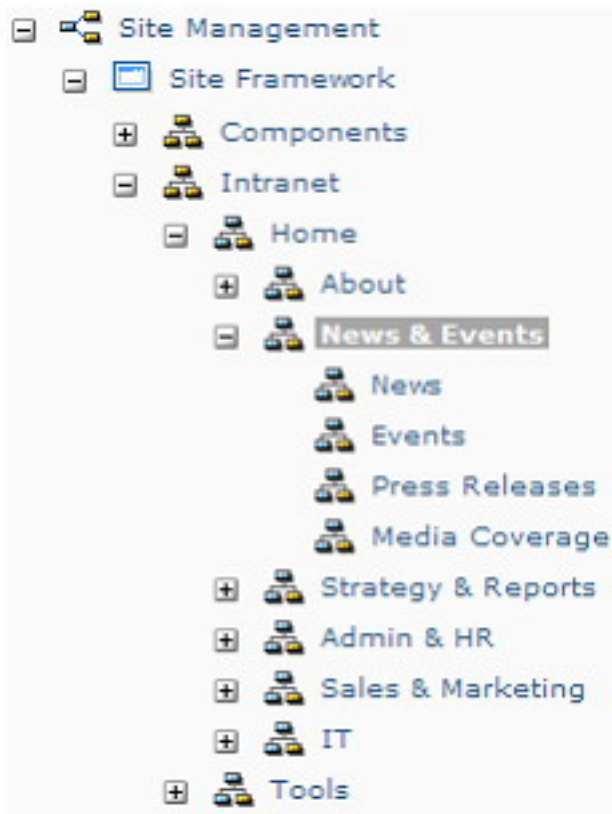 Site Management
Site Framework
Components
Intranet
Home
About
News & Events
News
Events
Press Releases
Media Coverage
Strategy & Reports
Admin & HR
Sales & Marketing
IT
Tools